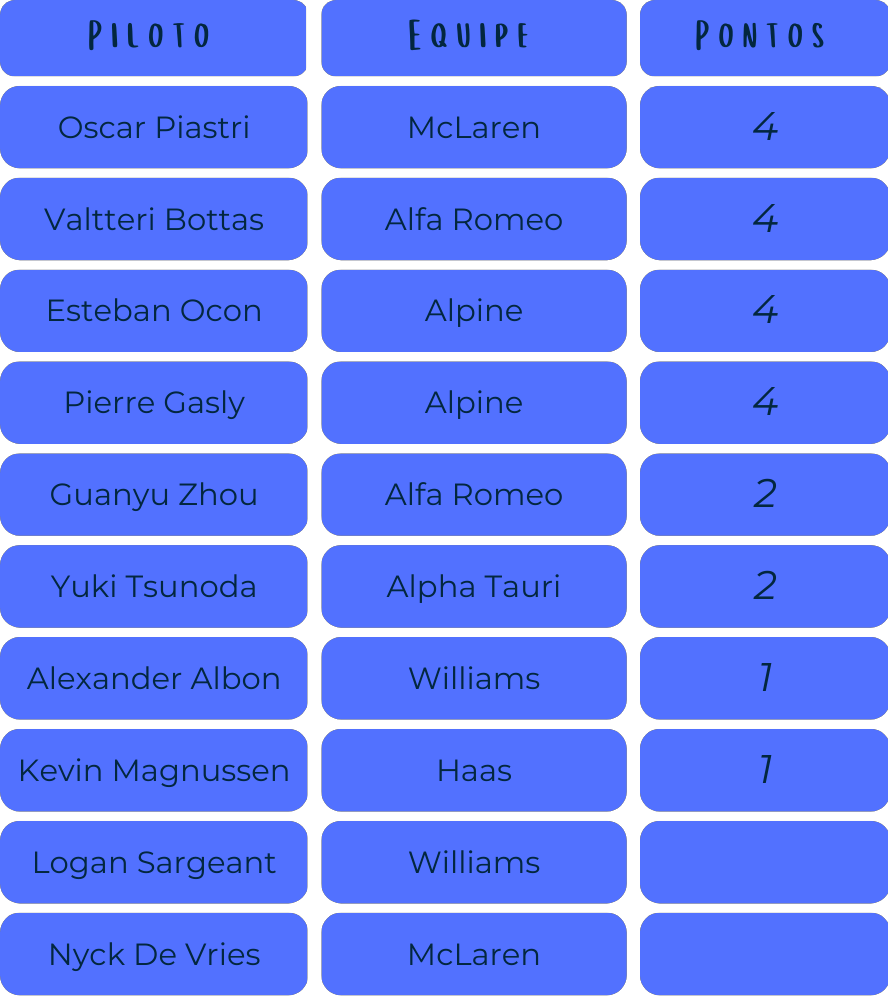 Piloto Equipe Pontos
Oscar Piastri McLaren 4
Valtteri Bottas Alfa Romeo 4
Esteban Ocon Alpine 4
Pierre Gasly Alpine 4
Guanyu Zhou Alfa Romeo 2
Yuki Tsunoda Alpha Tauri 2
Alexander Albon Williams 1
Kevin Magnussen Haas 1
Logan Sargeant Williams
Nyck De Vries McLaren